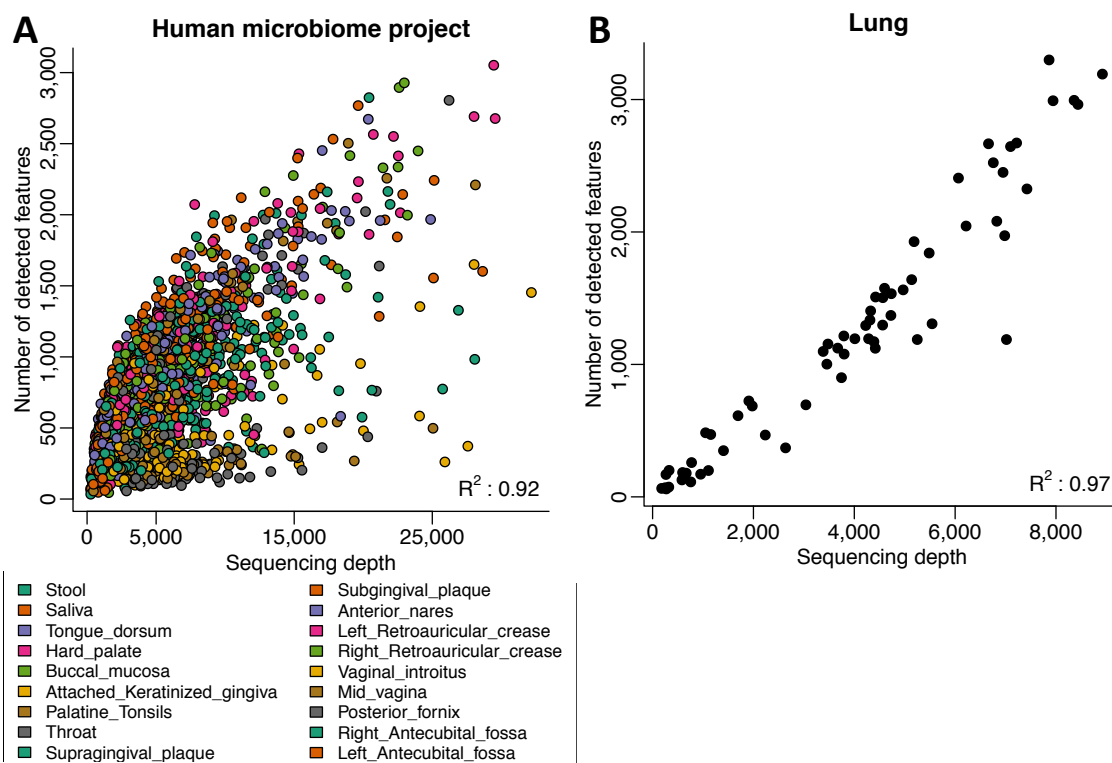 A
Human microbiome project
Number of detected features
3,000
2,500
2,000
1,500
1,000
500
0
R² : 0.92
0
5,000
15,000
25,000
Sequencing depth
B
Lung
Number of detected features
3,000
2,000
1,000
0
R² : 0.97
0
2,000
4,000
6,000
8,000
Sequencing depth
Stool
Saliva
Tongue_dorsum
Hard_palate
Buccal_mucosa
Attached_Keratinized_gingiva
Palatine_Tonsils
Throat
Supragingival_plaque
Subgingival_plaque
Anterior_nares
Left_Retroauricular_crease
Right_Retroauricular_crease
Vaginal_introitus
Mid_vagina
Posterior_fornix
Right_Antecubital_fossa
Left_Antecubital_fossa